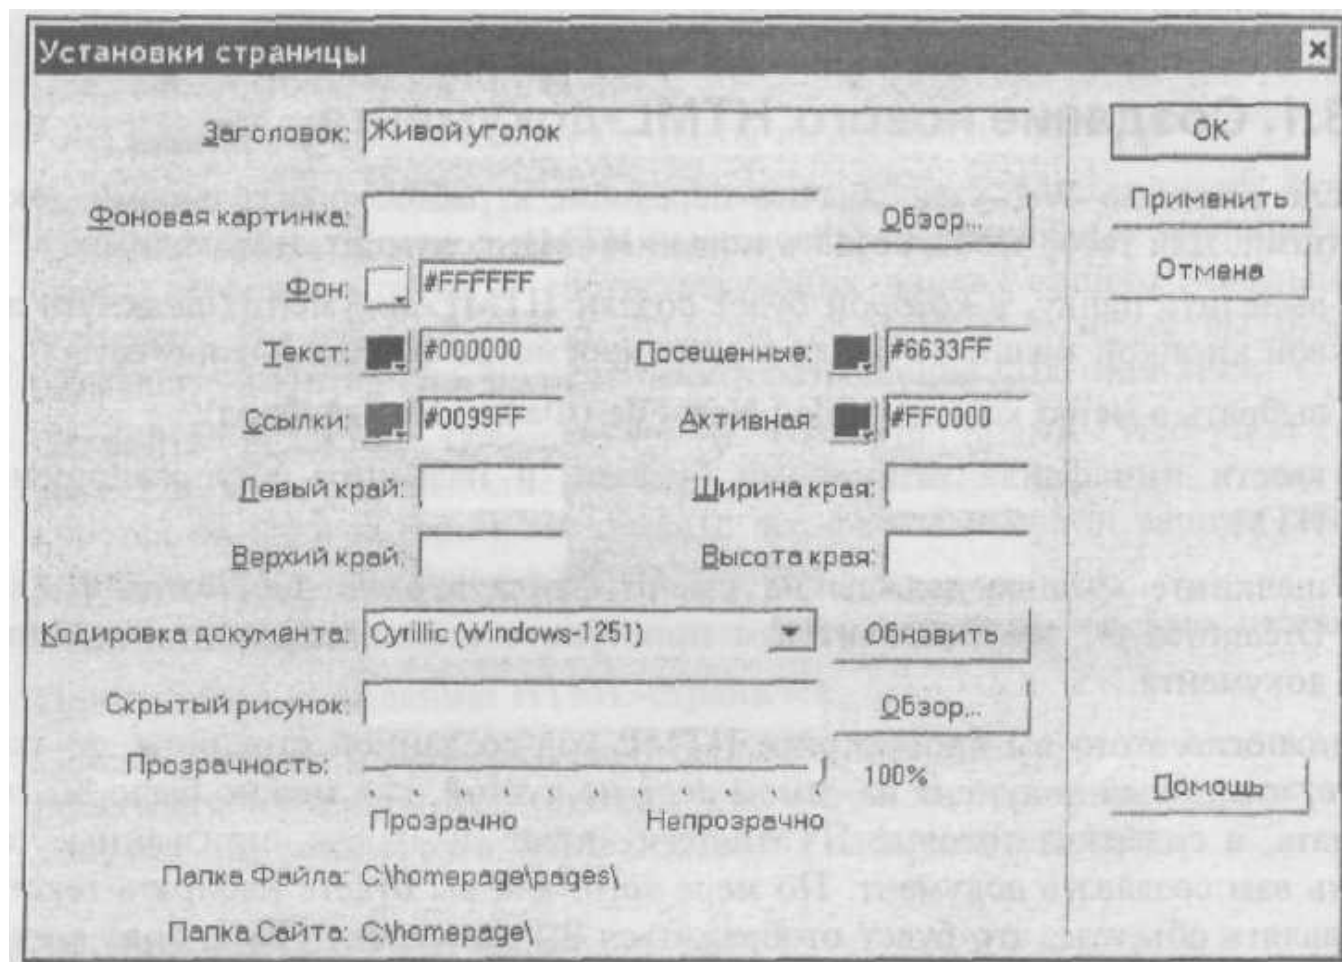 Установки страницы
Заголовок: Живой уголок
OK
Фоновая картинка:
Обзор...
Применить
Фон: #FFFFFF
Отмена
Текст: #000000 Посещенные: #6633FF
Ссылки: #0099FF Активная: #FF0000
Левый край: Ширина края:
Верхий край: Высота края:
Кодировка документа: Cyrillic (Windows-1251) Обновить
Скрытый рисунок: Обзор...
Прозрачность: 100% Помощь
Прозрачно Непрозрачно
Папка Файла: C:\homepage\pages\
Папка Сайта: C:\homepage\